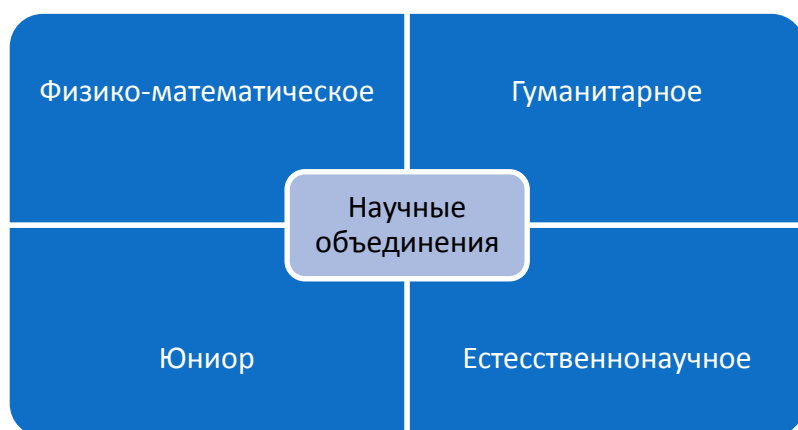 Физико-математическое
Гуманитарное
Научные
объединения
Юниор
Естесственнонаучное